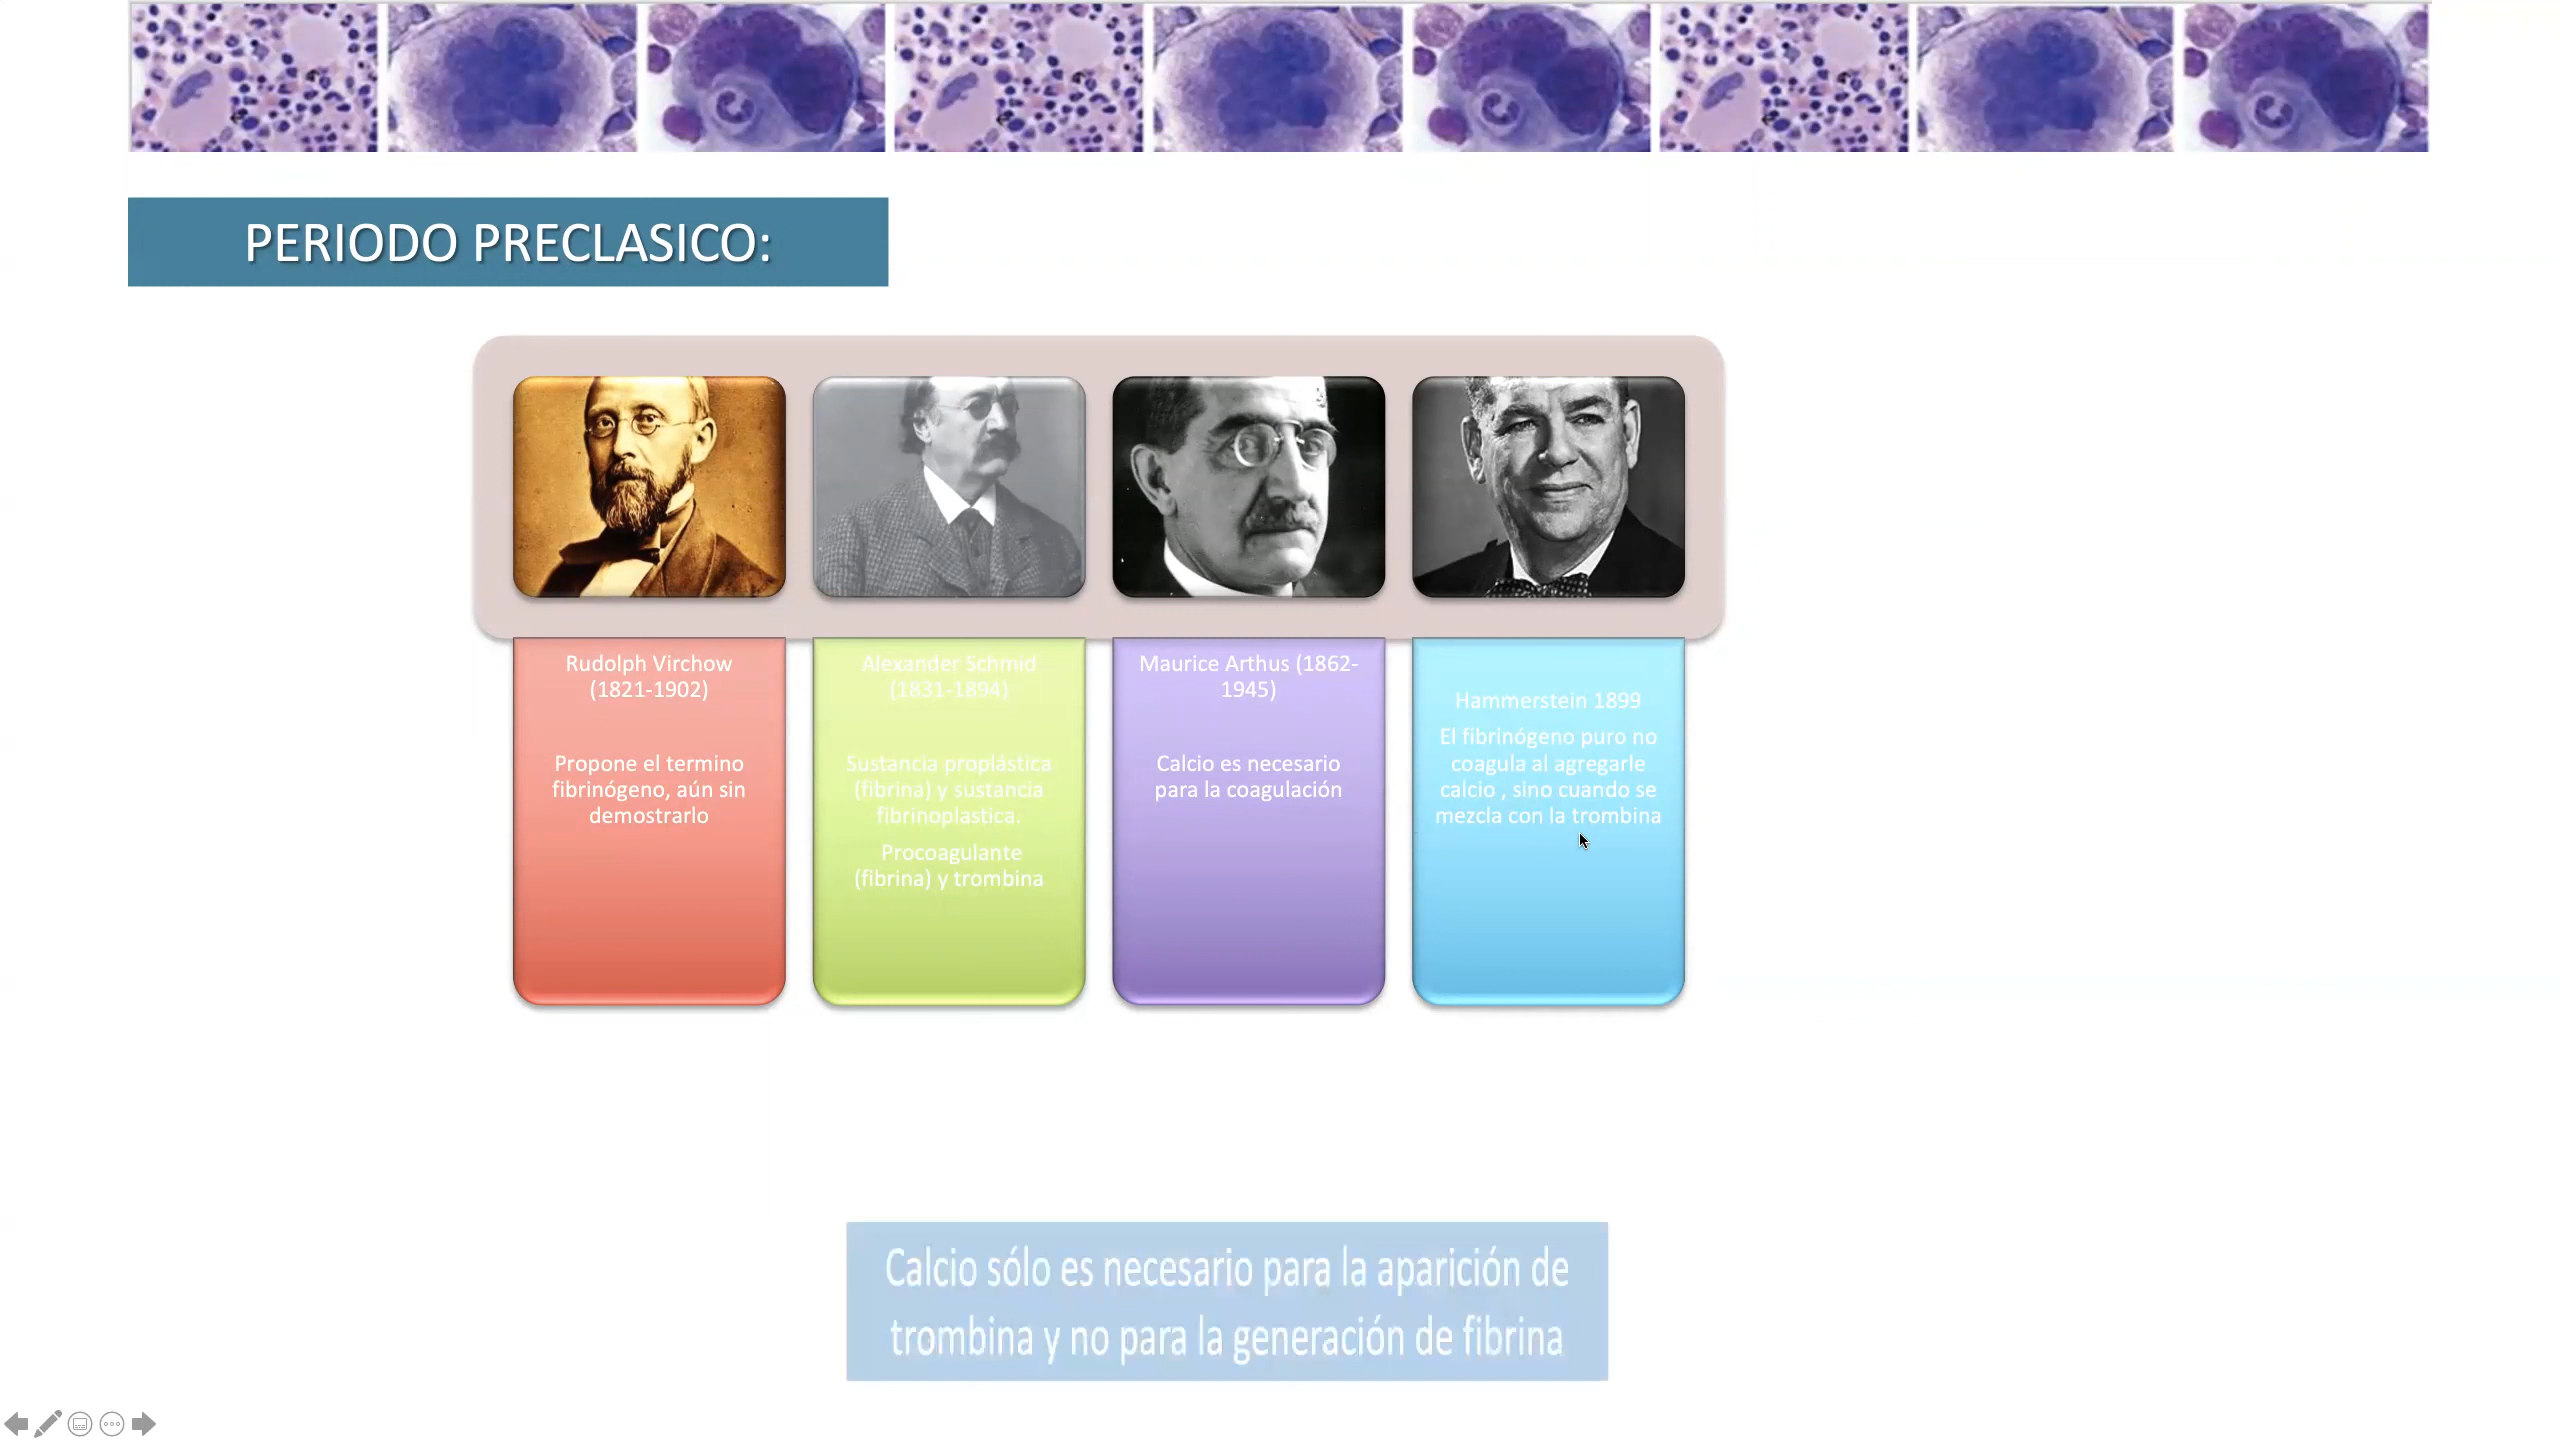 PERIODO PRECLASICO:
Rudolph Virchow
(1821-1902)
Propone el termino
fibrinógeno, aún sin
demostrarlo
Alexander Schmid
(1831-1894)
Sustancia proplástica
(fibrina) y sustancia
fibrinoplastica.
Procoagulante
(fibrina) y trombina
Maurice Arthus (1862-
1945)
Calcio es necesario
para la coagulación
Hammerstein 1899
El fibrinógeno puro no
coagula al agregarle
calcio , sino cuando se
mezcla con la trombina
Calcio sólo es necesario para la aparición de
trombina y no para la generación de fibrina